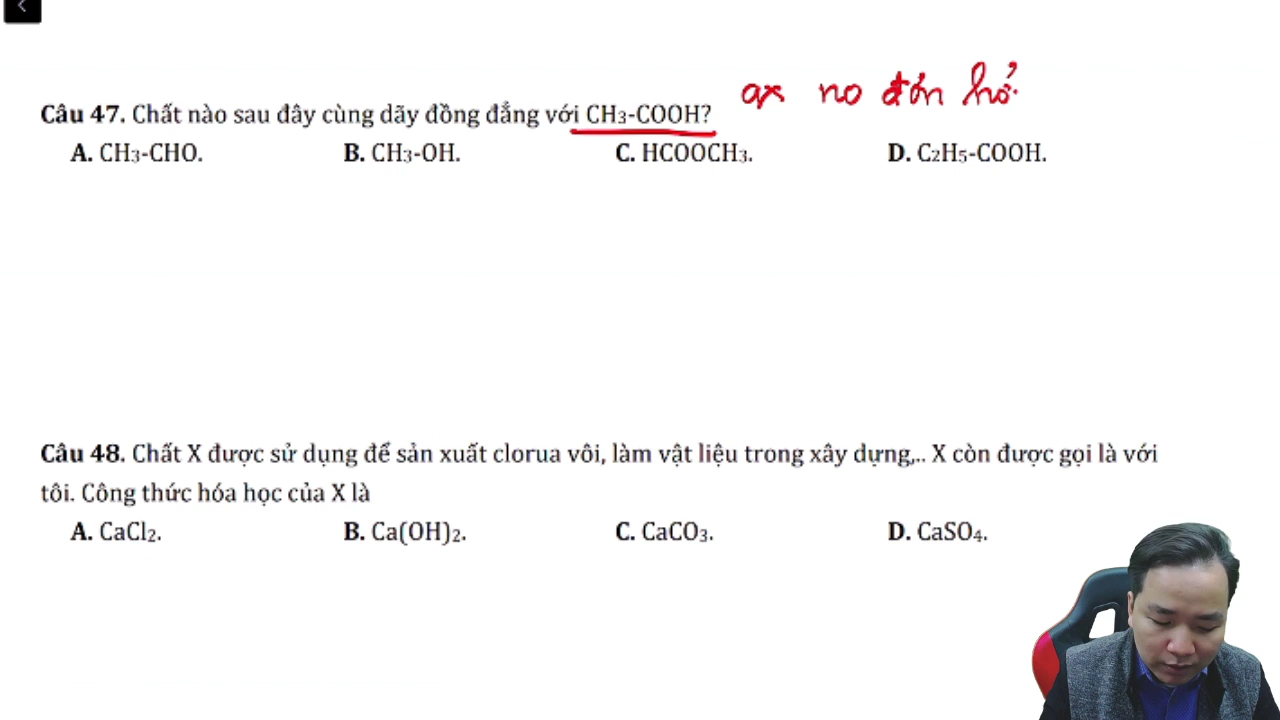 ax no đơn hở.
Câu 47. Chất nào sau đây cùng dãy đồng đẳng với CH3-COOH?
A. CH3-CHO. B. CH3-OH. C. HCOOCH3. D. C2H5-COOH.
Câu 48. Chất X được sử dụng để sản xuất clorua vôi, làm vật liệu trong xây dựng,.. X còn được gọi là với
tôi. Công thức hóa học của X là
A. CaCl2. B. Ca(OH)2. C. CaCO3. D. CaSO4.